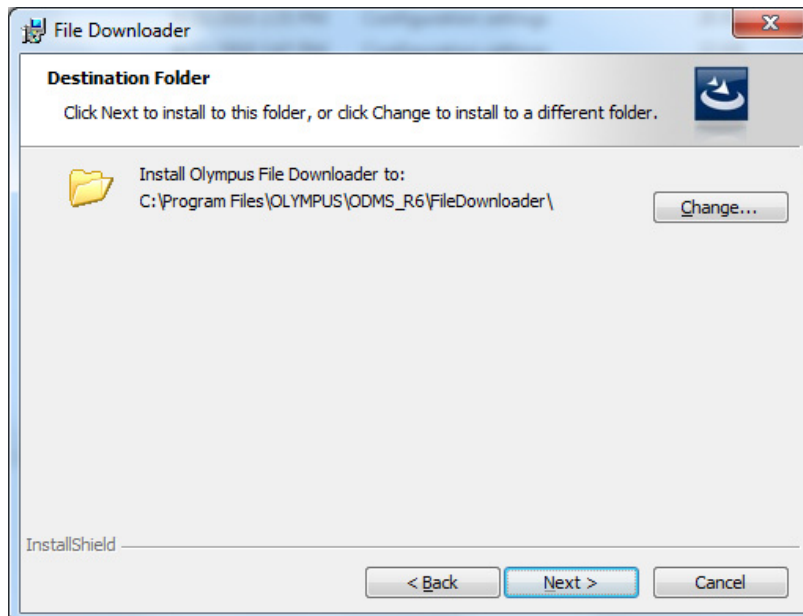 File Downloader
Destination Folder
Click Next to install to this folder, or click Change to install to a different folder.
Install Olympus File Downloader to:
C:\Program Files\OLYMPUS\ODMS_R6\FileDownloader\
Change...
InstallShield
< Back
Next >
Cancel